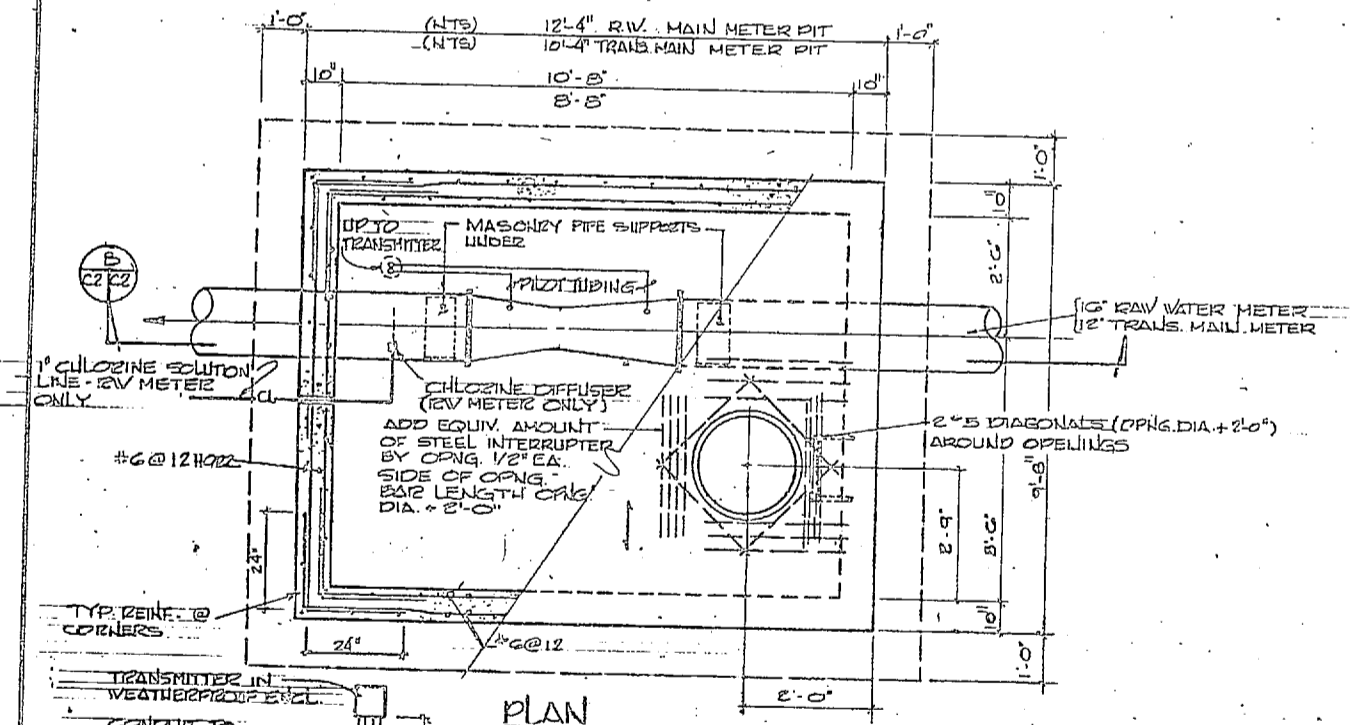 1'-0"
(NTS) 12'-4" R.W. MAIN METER PIT
(NTS) 10'-4" TRANS. MAIN METER PIT
1'-0"
10"
10'-8"
8'-8"
10"
1'-0"
10"
2'-6"
UP TO
TRANSMITTER
MASONRY PIPE SUPPORTS
UNDER
PILOT TUBING
B
C2 C2
16" RAW WATER METER
12" TRANS. MAIN METER
1" CHLORINE SOLUTION
LINE - RW METER
ONLY
CL
CHLORINE DIFFUSER
(RW METER ONLY)
ADD EQUIV. AMOUNT
OF STEEL INTERRUPTER
BY OPNG. 1/2" EA.
SIDE OF OPNG.-
BAR LENGTH OPNG.
DIA. + 2'-0"
2 #5 DIAGONALS (OPNG. DIA. + 2'-0")
AROUND OPENINGS
#6@12 HORZ
9'-8"
2'-9"
10"
1'-0"
24"
TYP. REINF. @
CORNERS
24"
#6@12
TRANSMITTER IN
WEATHERPROOF ENCL.
2'-0"
CONDUIT TO
PLAN